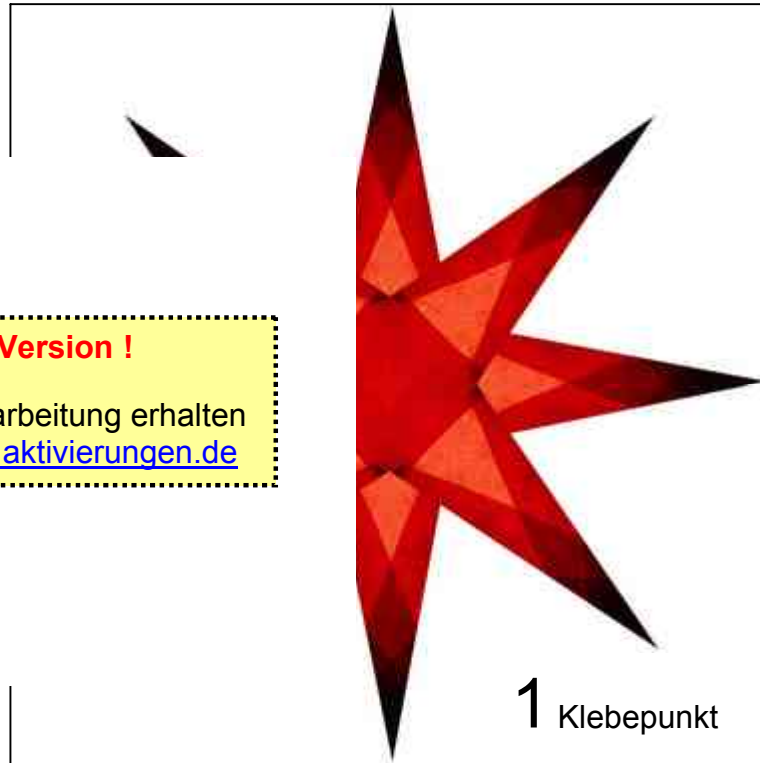 Version !
arbeitung erhalten
aktivierungen.de
1 Klebepunkt